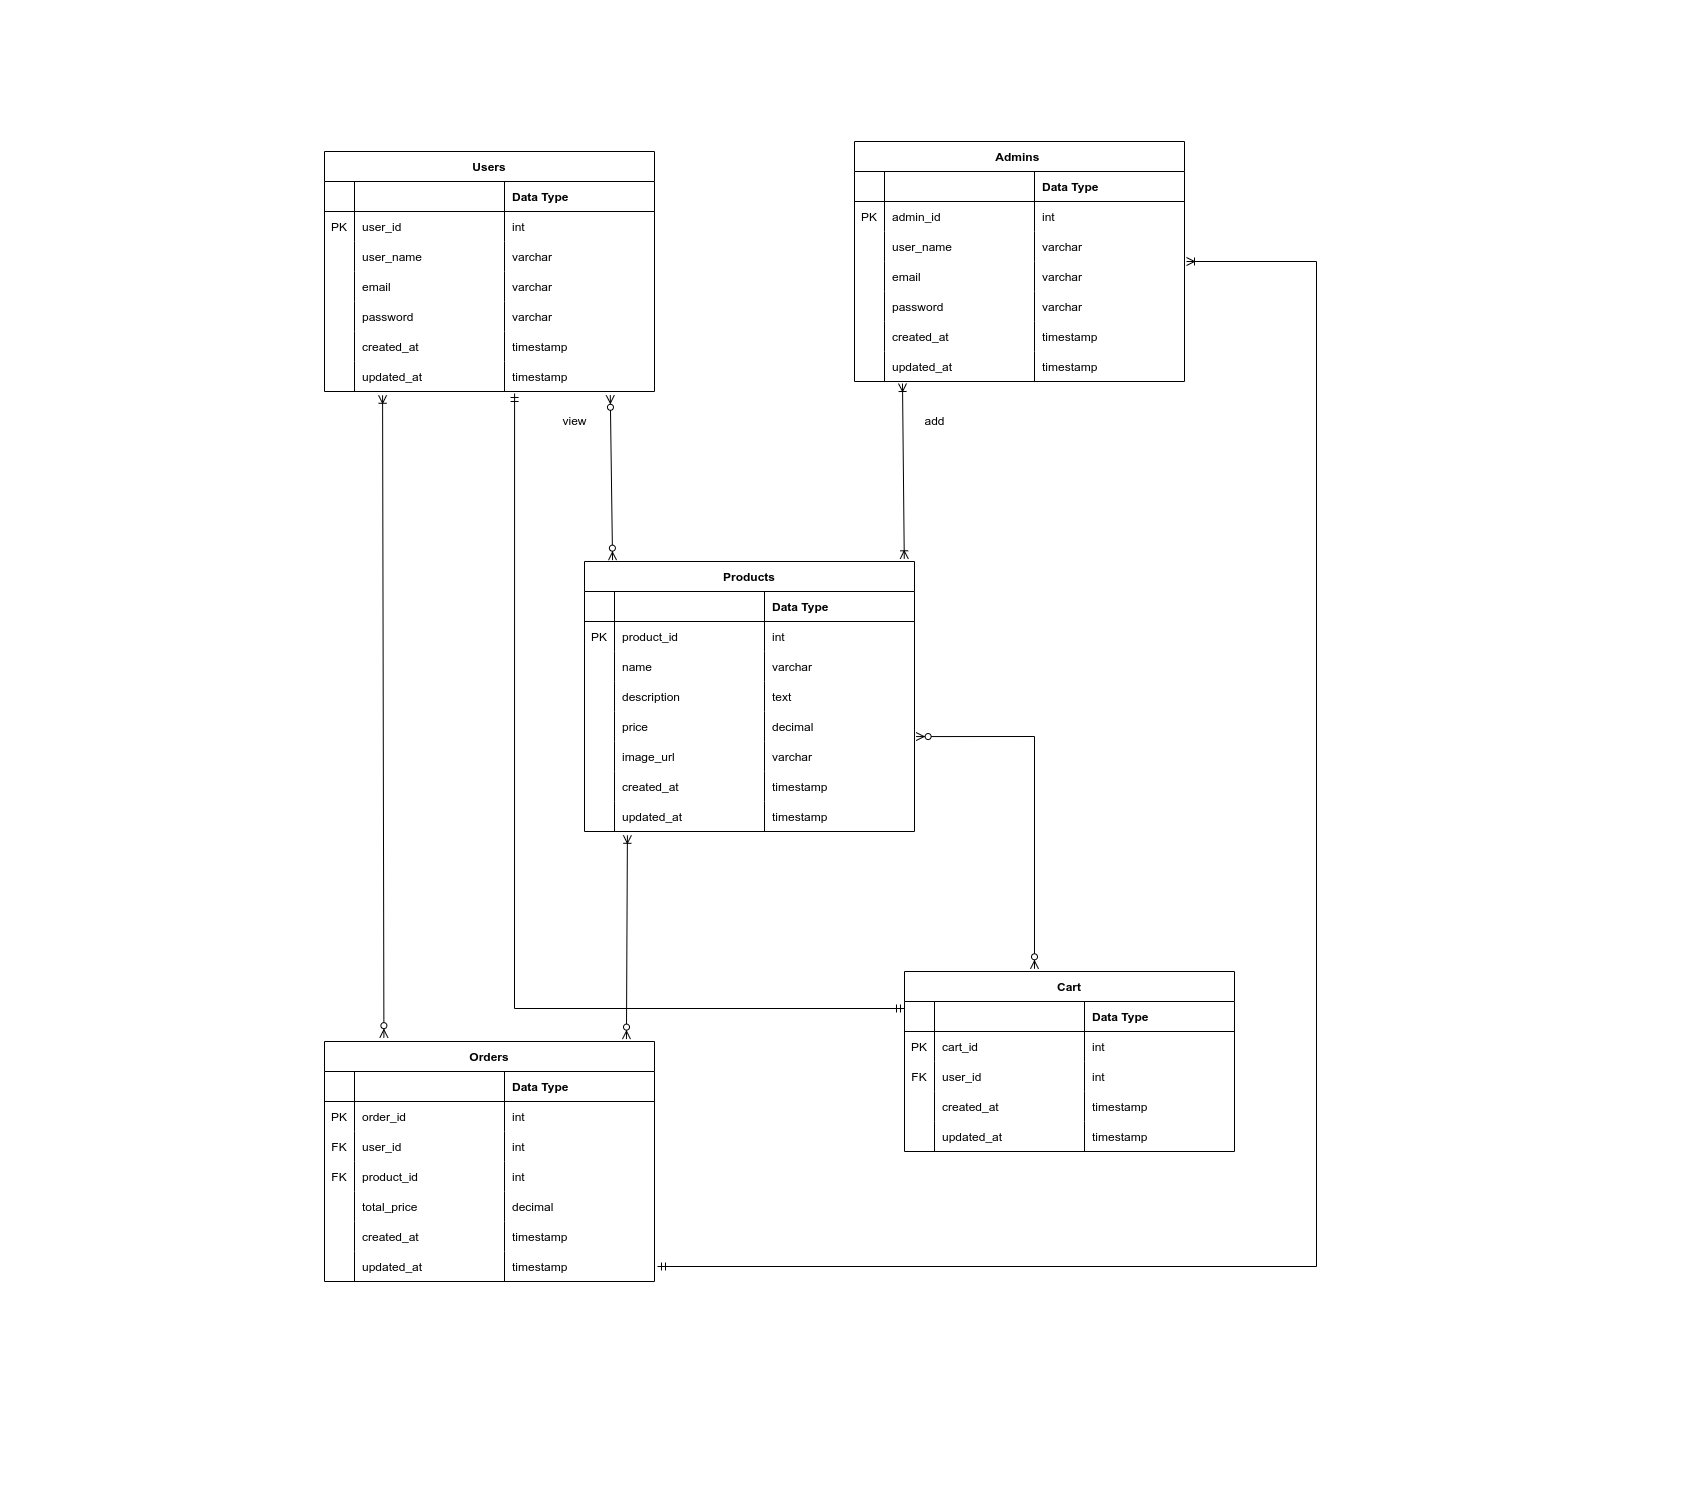 Users
Data Type
PK user_id int
user_name varchar
email varchar
password varchar
created_at timestamp
updated_at timestamp
Admins
Data Type
PK admin_id int
user_name varchar
email varchar
password varchar
created_at timestamp
updated_at timestamp
view
add
Products
Data Type
PK product_id int
name varchar
description text
price decimal
image_url varchar
created_at timestamp
updated_at timestamp
Cart
Data Type
PK cart_id int
FK user_id int
created_at timestamp
updated_at timestamp
Orders
Data Type
PK order_id int
FK user_id int
FK product_id int
total_price decimal
created_at timestamp
updated_at timestamp